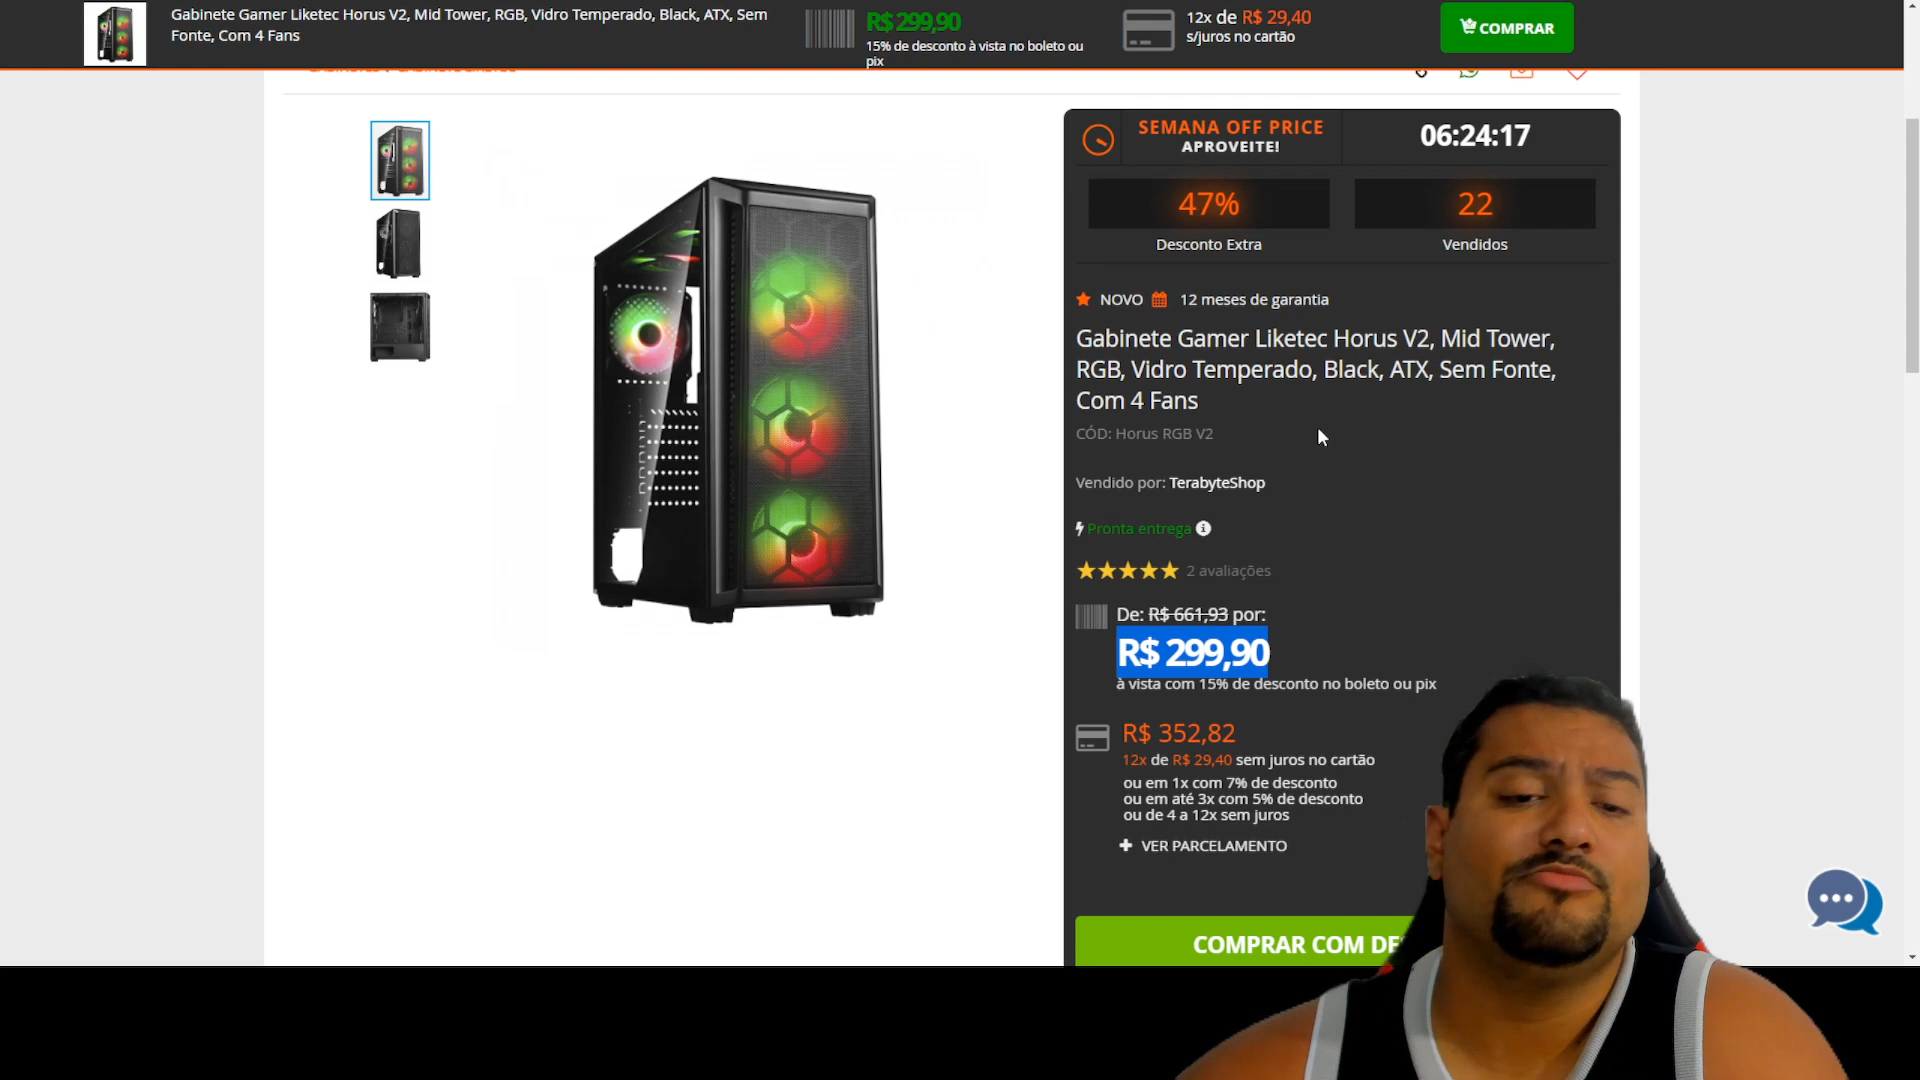 Gabinete Gamer Liketec Horus V2, Mid Tower, RGB, Vidro Temperado, Black, ATX, Sem
Fonte, Com 4 Fans
R$ 299,90
15% de desconto à vista no boleto ou
pix
12x de R$ 29,40
s/juros no cartão
COMPRAR
SEMANA OFF PRICE
APROVEITE!
06:24:17
47%
Desconto Extra
22
Vendidos
NOVO 12 meses de garantia
Gabinete Gamer Liketec Horus V2, Mid Tower,
RGB, Vidro Temperado, Black, ATX, Sem Fonte,
Com 4 Fans
CÓD: Horus RGB V2
Vendido por: TerabyteShop
Pronta entrega
2 avaliações
De: R$ 661,93 por:
R$ 299,90
à vista com 15% de desconto no boleto ou pix
R$ 352,82
12x de R$ 29,40 sem juros no cartão
ou em 1x com 7% de desconto
ou em até 3x com 5% de desconto
ou de 4 a 12x sem juros
+ VER PARCELAMENTO
COMPRAR COM